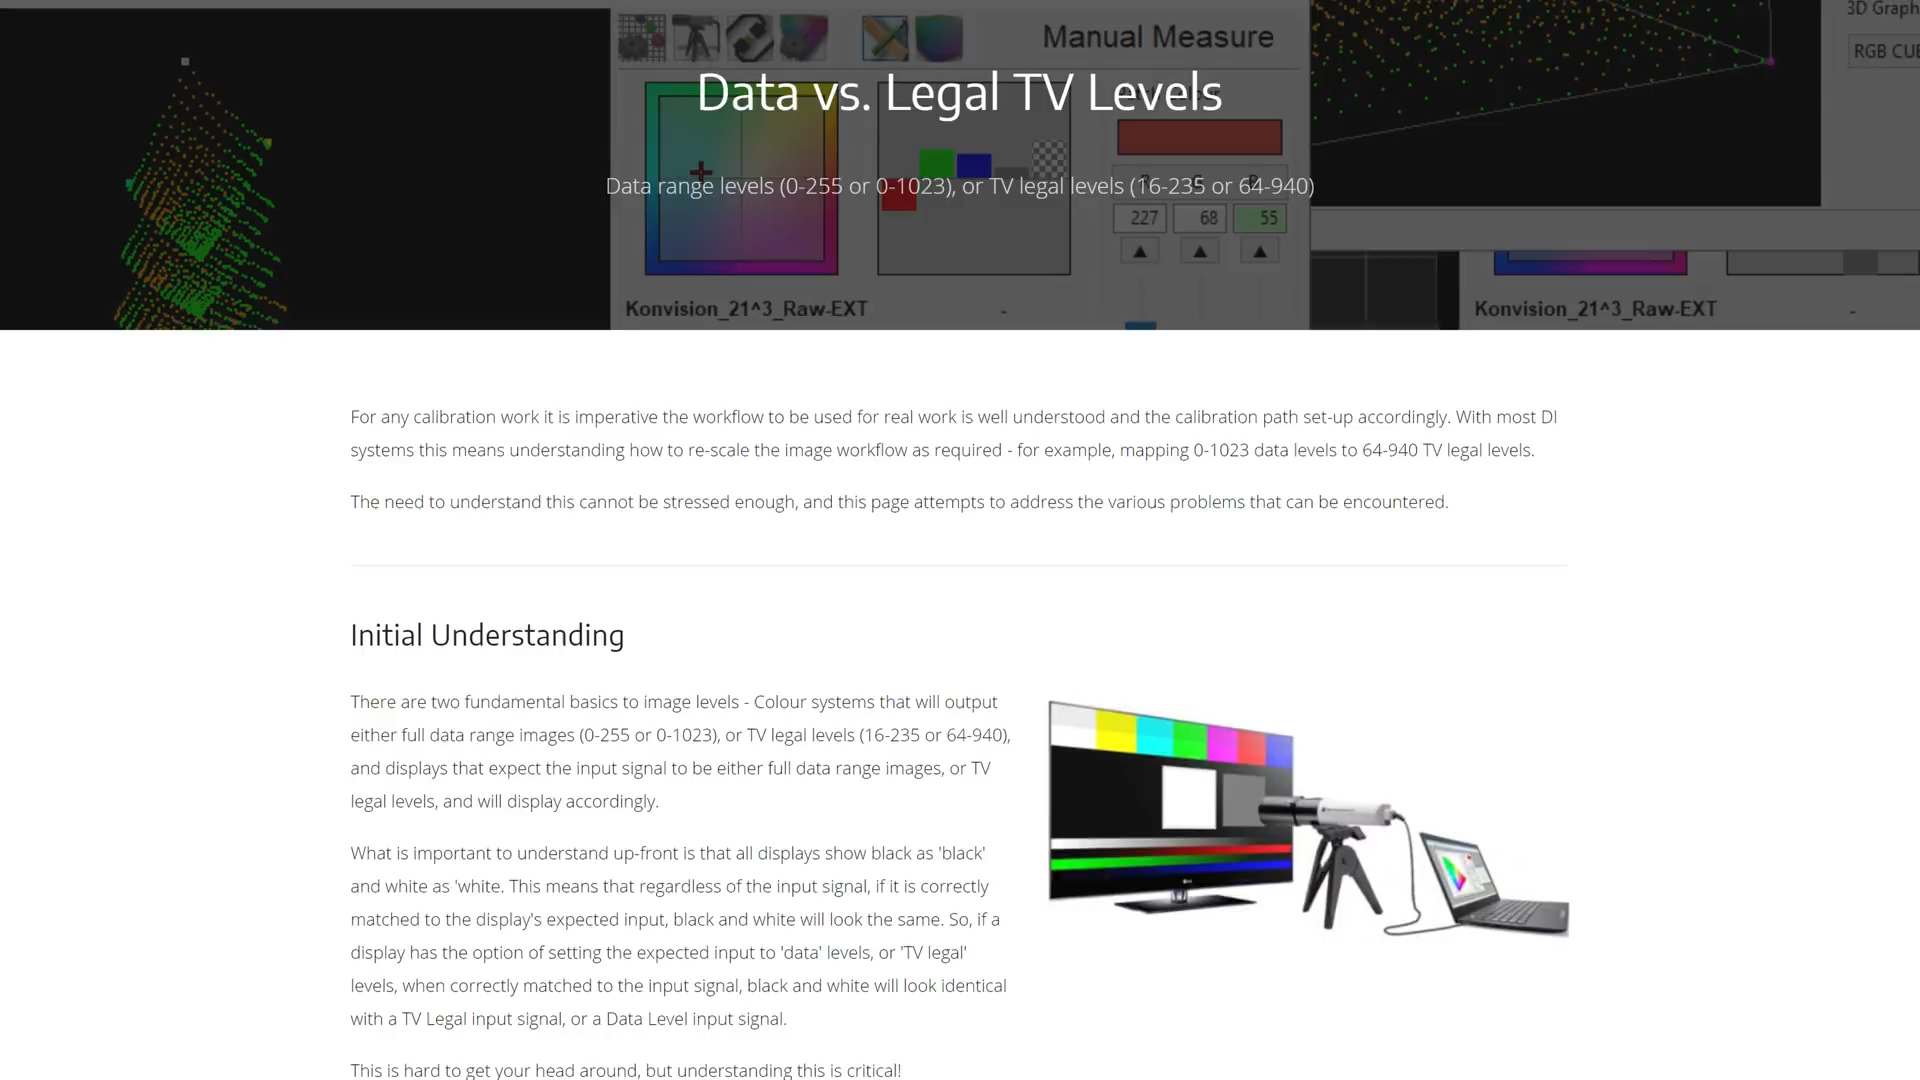 3D Graph
Manual Measure
RGB CUB
Data vs. Legal TV Levels
Data range levels (0-255 or 0-1023), or TV legal levels (16-235 or 64-940)
227 68 55
Konvision_21^3_Raw-EXT -
Konvision_21^3_Raw-EXT -
For any calibration work it is imperative the workflow to be used for real work is well understood and the calibration path set-up accordingly. With most DI
systems this means understanding how to re-scale the image workflow as required - for example, mapping 0-1023 data levels to 64-940 TV legal levels.
The need to understand this cannot be stressed enough, and this page attempts to address the various problems that can be encountered.
Initial Understanding
There are two fundamental basics to image levels - Colour systems that will output
either full data range images (0-255 or 0-1023), or TV legal levels (16-235 or 64-940),
and displays that expect the input signal to be either full data range images, or TV
legal levels, and will display accordingly.
What is important to understand up-front is that all displays show black as 'black'
and white as 'white. This means that regardless of the input signal, if it is correctly
matched to the display's expected input, black and white will look the same. So, if a
display has the option of setting the expected input to 'data' levels, or 'TV legal'
levels, when correctly matched to the input signal, black and white will look identical
with a TV Legal input signal, or a Data Level input signal.
This is hard to get your head around, but understanding this is critical!